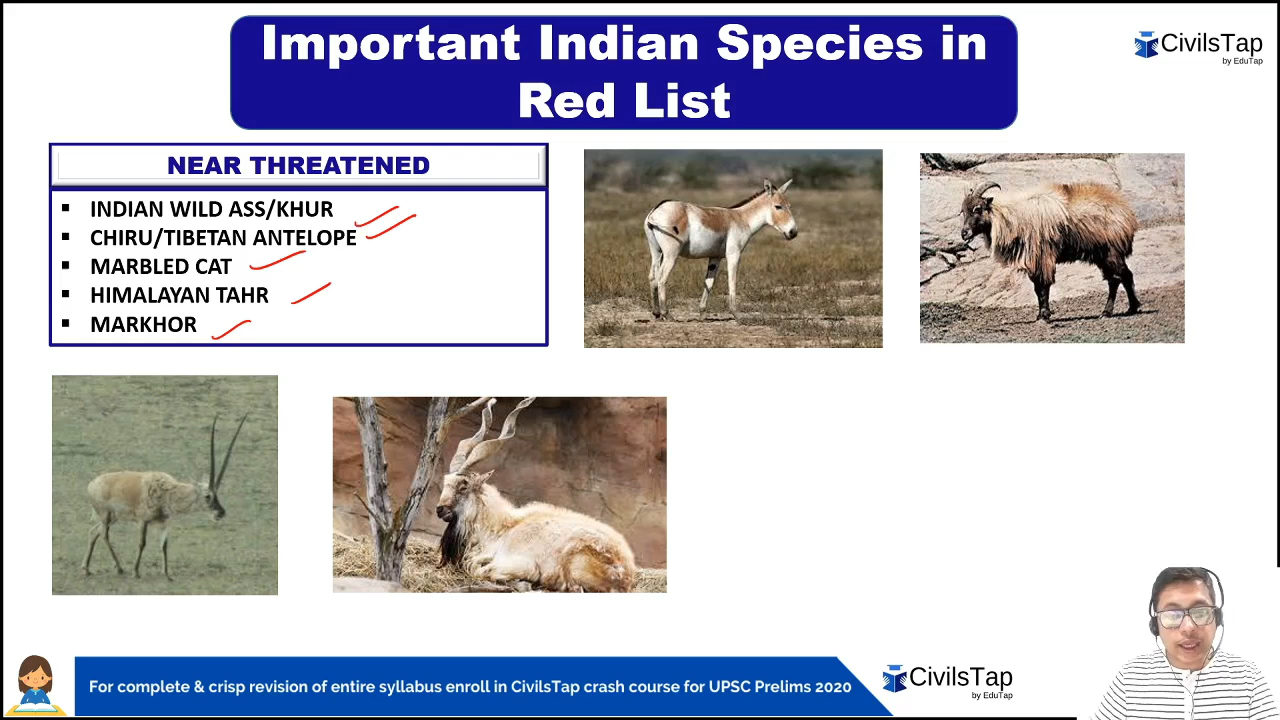 Important Indian Species in
Red List
CivilsTap
by EduTap
NEAR THREATENED
▪ INDIAN WILD ASS/KHUR
▪ CHIRU/TIBETAN ANTELOPE
▪ MARBLED CAT
▪ HIMALAYAN TAHR
▪ MARKHOR
For complete & crisp revision of entire syllabus enroll in CivilsTap crash course for UPSC Prelims 2020
CivilsTap
by EduTap